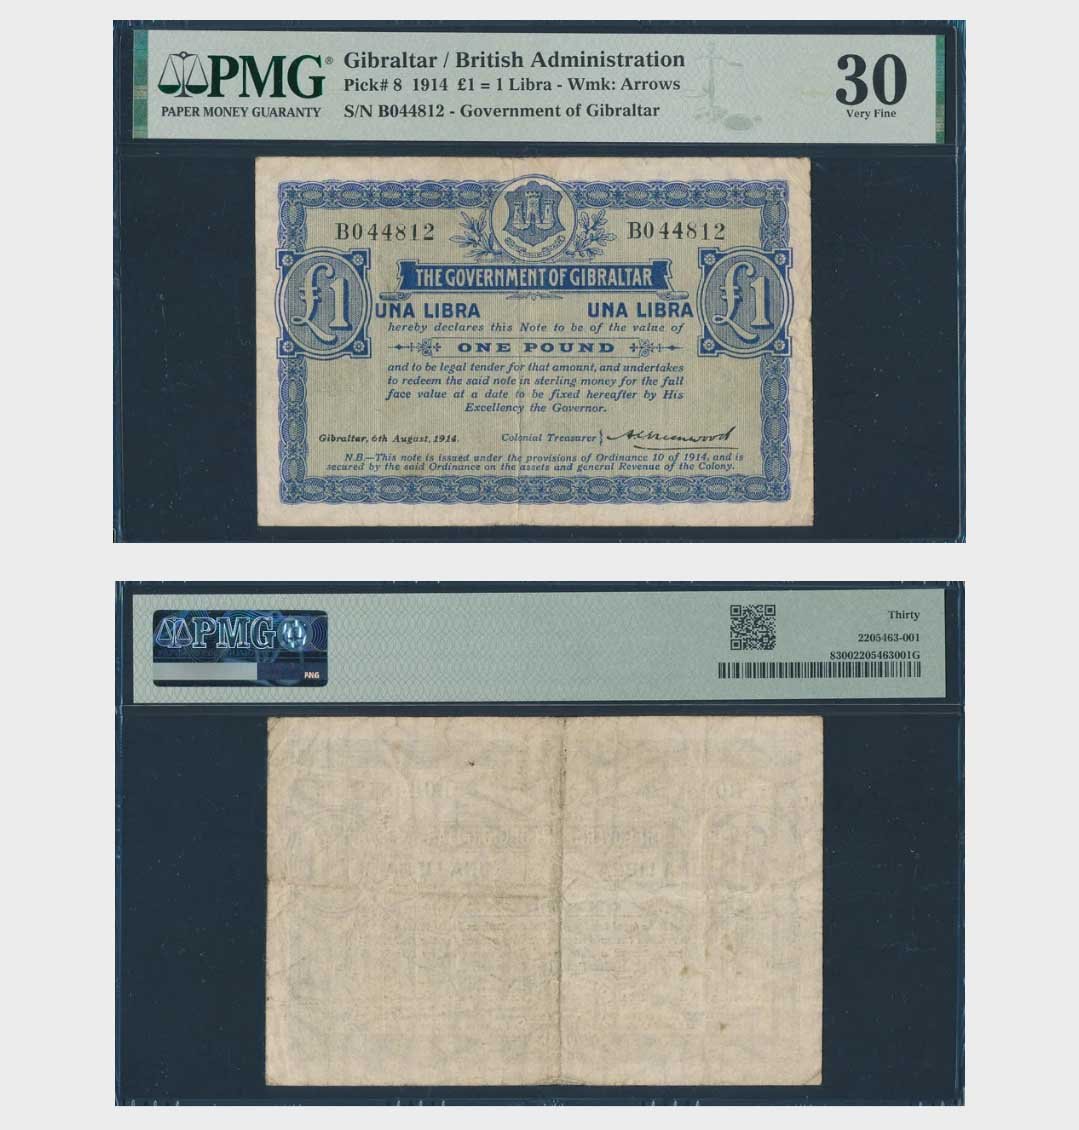 PMG®
PAPER MONEY GUARANTY
Gibraltar / British Administration
Pick# 8 1914 £1 = 1 Libra - Wmk: Arrows
S/N B044812 - Government of Gibraltar
30
Very Fine
B044812 B044812
THE GOVERNMENT OF GIBRALTAR
£1 £1
UNA LIBRA UNA LIBRA
hereby declares this Note to be of the value of
ONE POUND
and to be legal tender for that amount, and undertakes
to redeem the said note in sterling money for the full
face value at a date to be fixed hereafter by His
Excellency the Governor.
Gibraltar, 6th August, 1914. Colonial Treasurer
N.B.—This note is issued under the provisions of Ordinance 10 of 1914, and is
secured by the said Ordinance on the assets and general Revenue of the Colony.
PMG
PNG
Thirty
2205463-001
83002205463001G